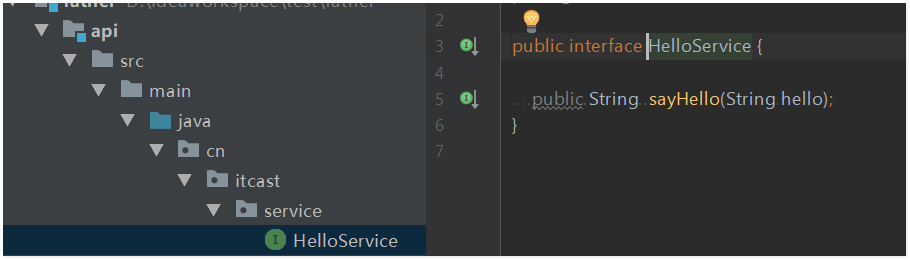 father D:\ideaworkspace\test\father
api
src
main
java
cn
itcast
service
HelloService
2
3 public interface HelloService {
4
5 public String sayHello(String hello);
6 }
7